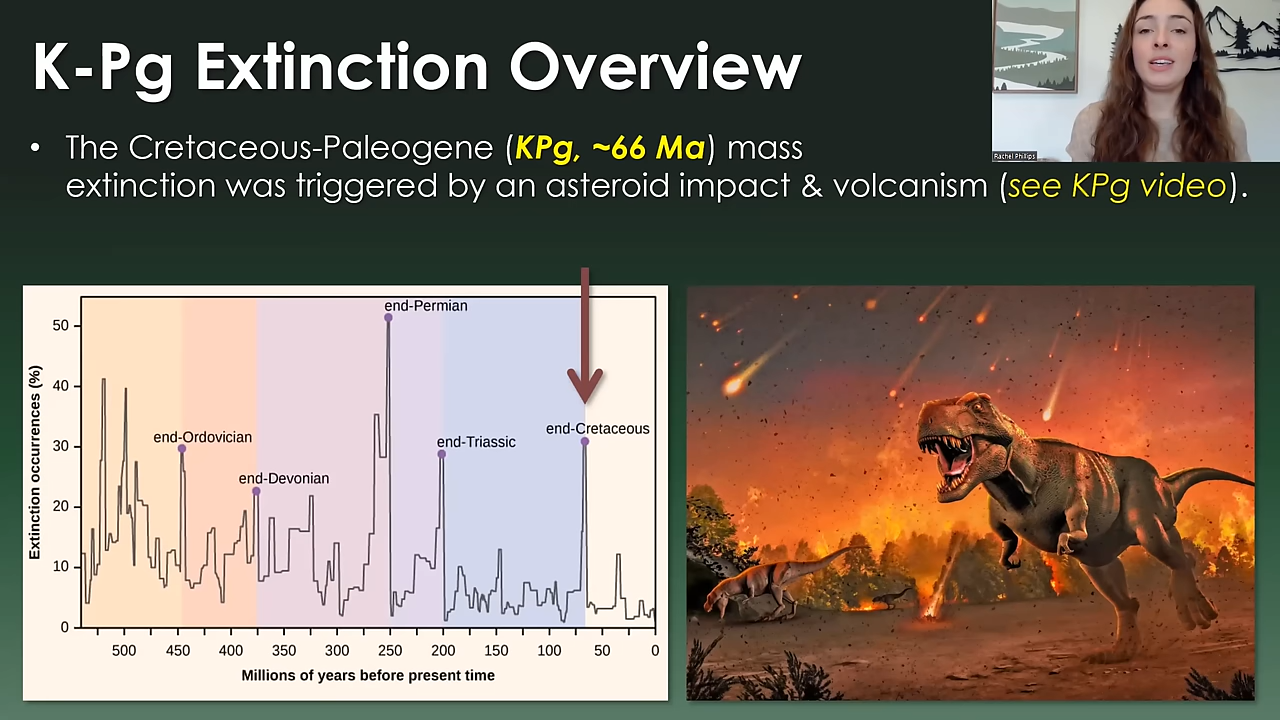 K-Pg Extinction Overview
Rachel Phillips
• The Cretaceous-Paleogene (KPg, ~66 Ma) mass
extinction was triggered by an asteroid impact & volcanism (see KPg video).
end-Permian
end-Cretaceous
end-Ordovician
end-Triassic
end-Devonian
Extinction occurrences (%)
50
40
30
20
10
0
500 450 400 350 300 250 200 150 100 50 0
Millions of years before present time